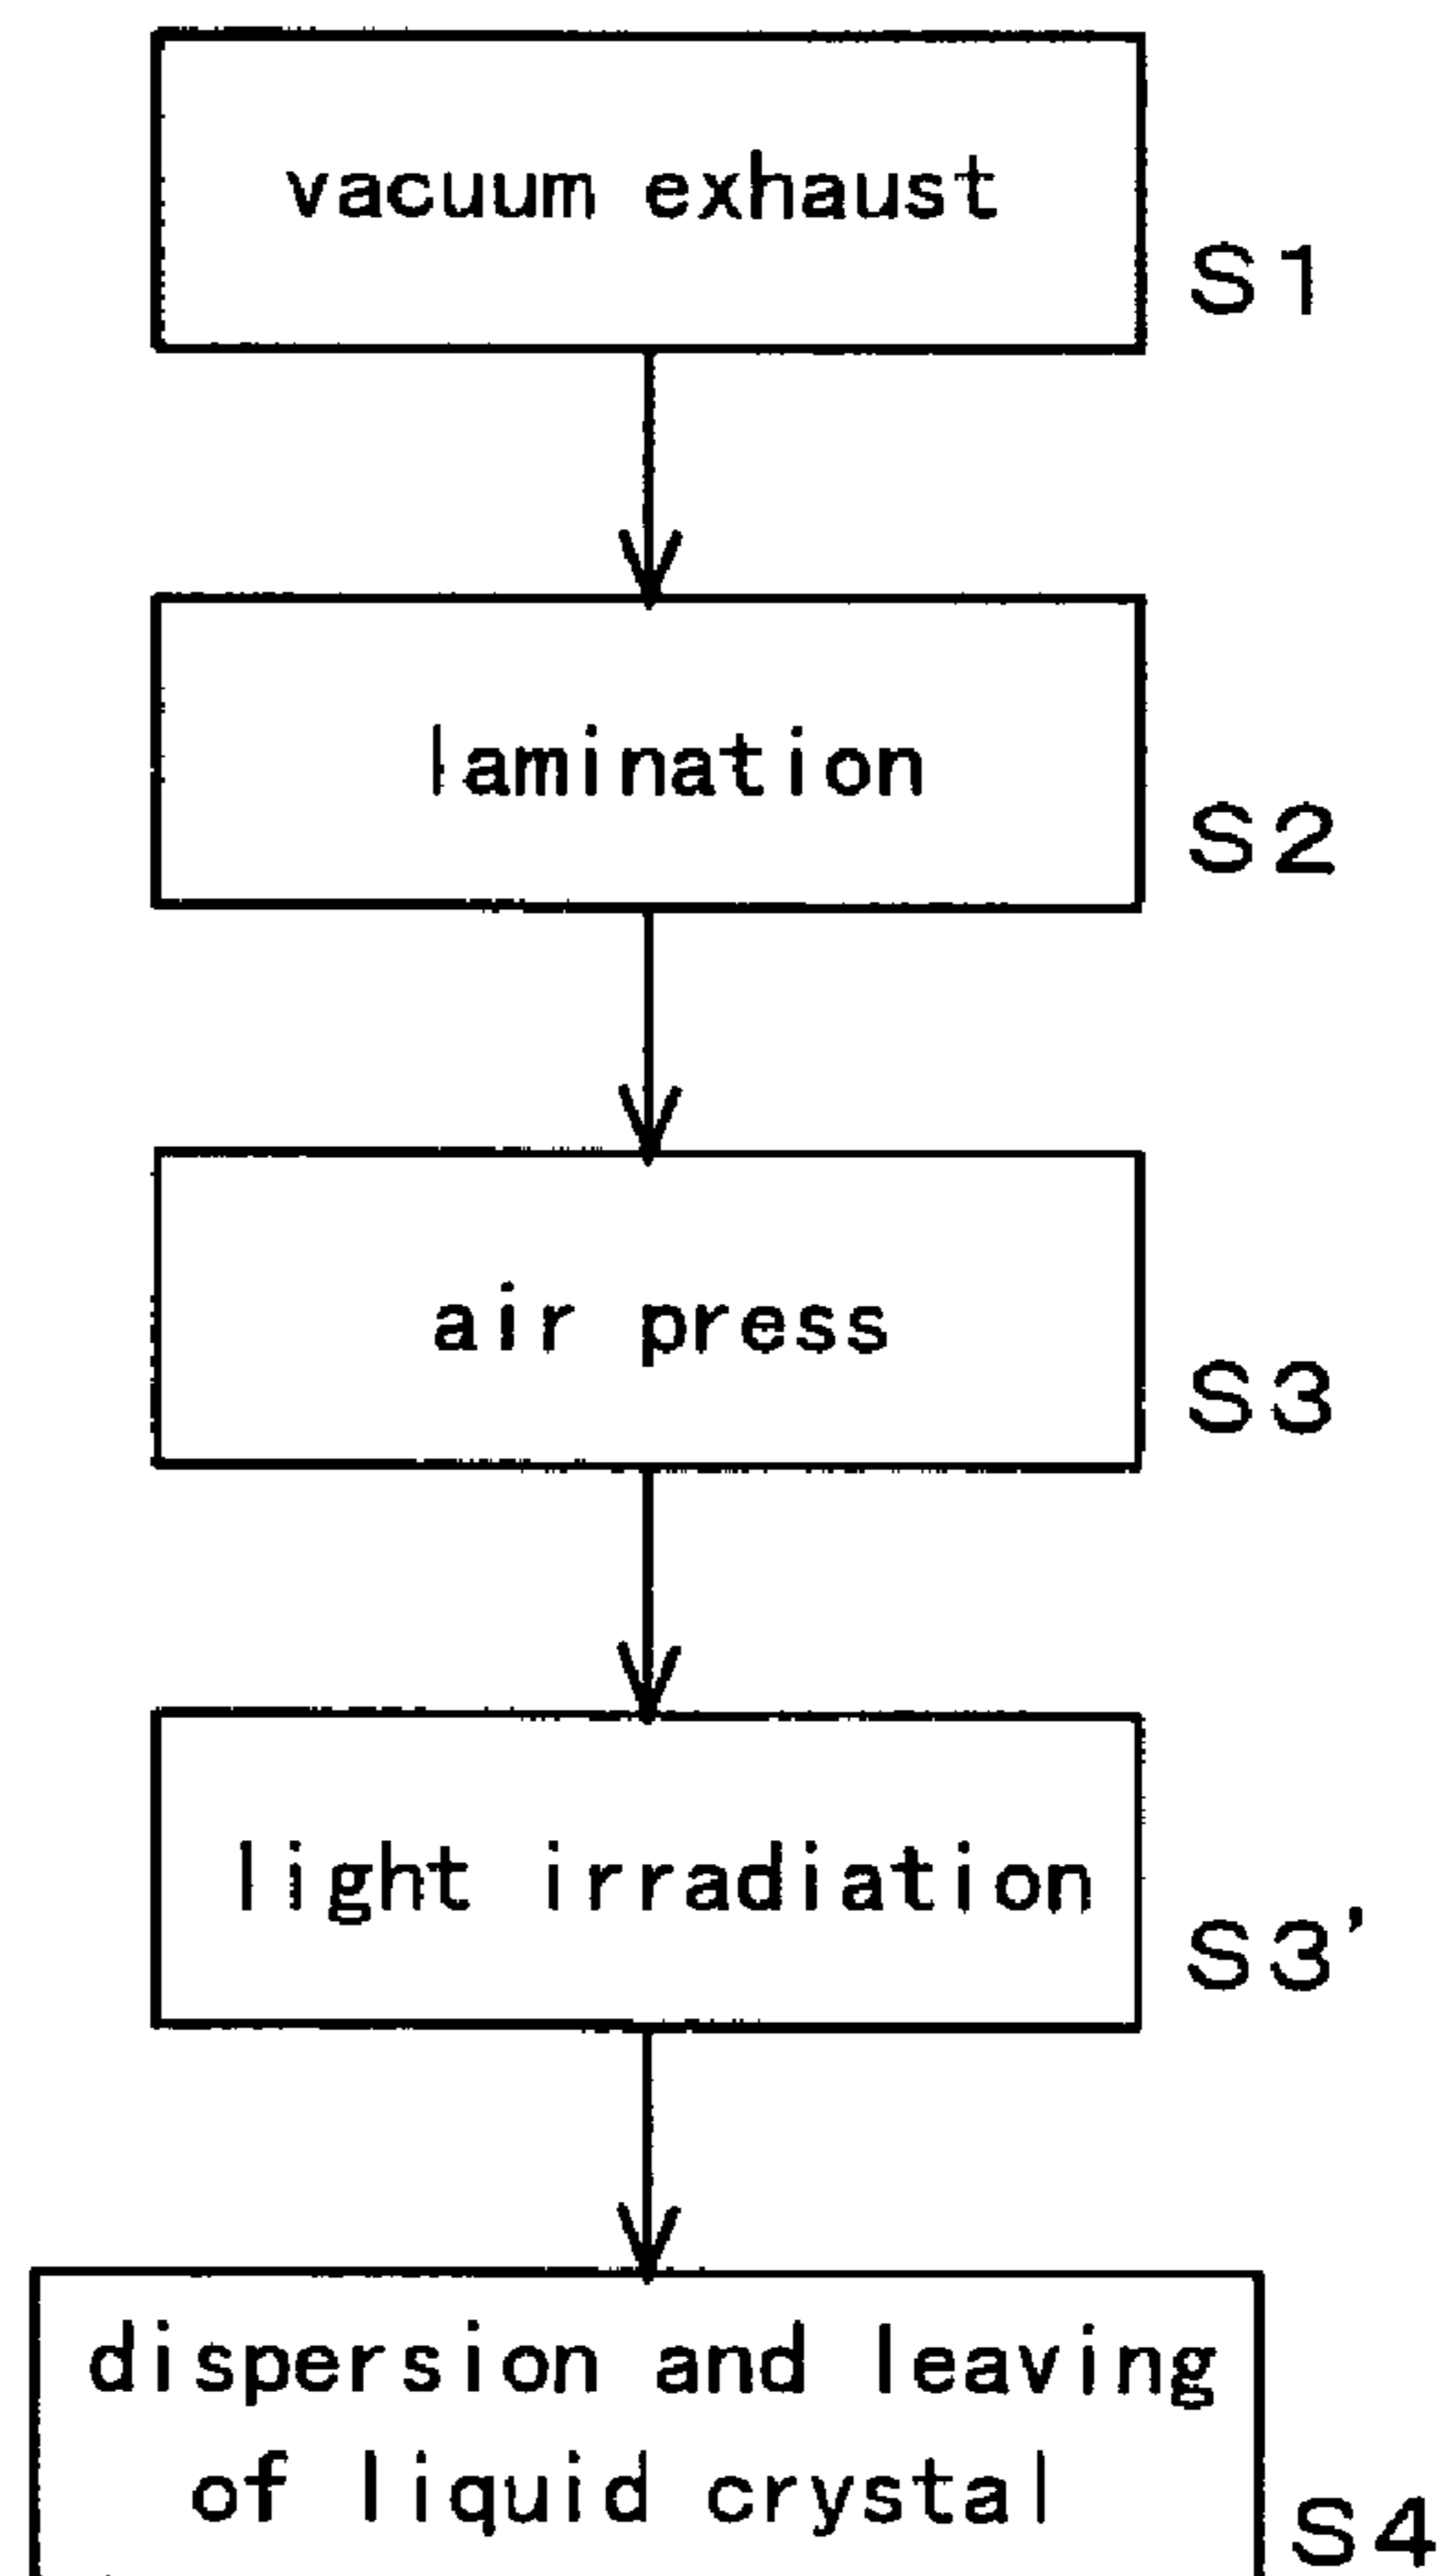 vacuum exhaust
S1
lamination
S2
air press
S3
light irradiation
S3'
dispersion and leaving
of liquid crystal
S4